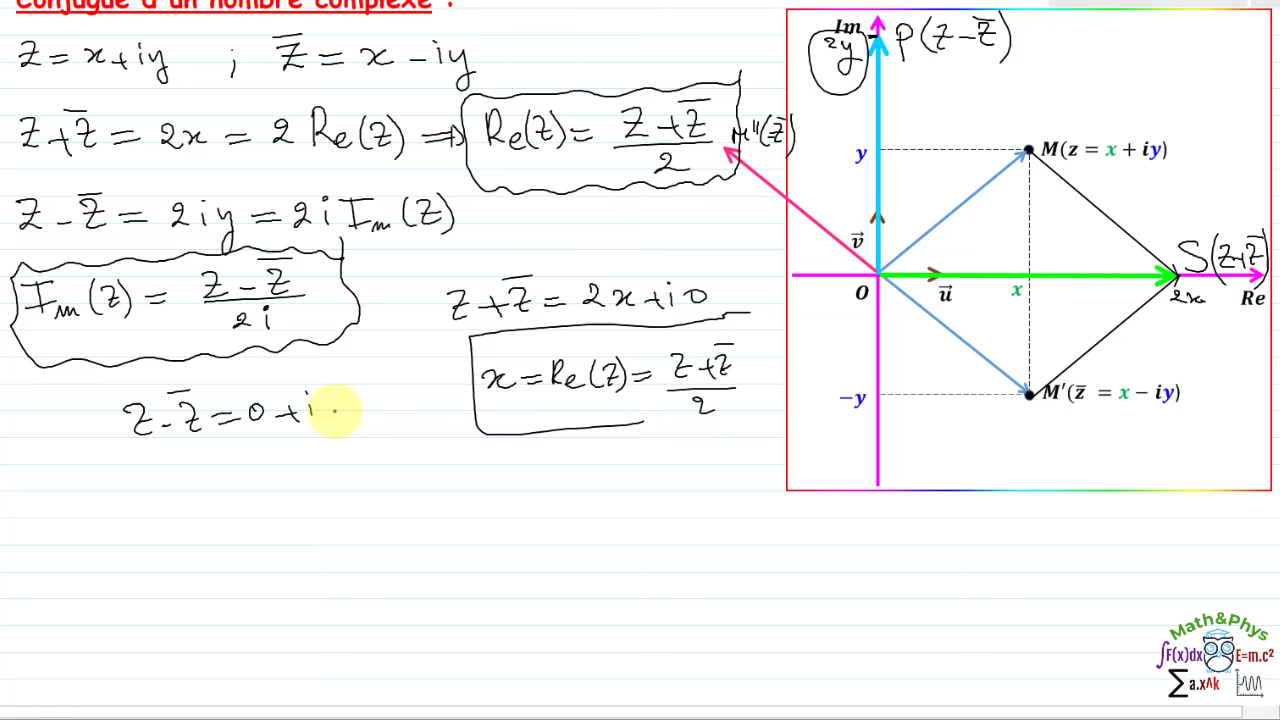 Conjugué d'un nombre complexe :
z = x + iy ; z̅ = x - iy
z + z̅ = 2x = 2 Re(z) ⇒ Re(z) = (z + z̅)/2
z - z̅ = 2iy = 2i Im(z)
Im(z) = (z - z̅)/2i
z + z̅ = 2x + i0
x = Re(z) = (z + z̅)/2
z - z̅ = 0 + i
Im
2y
P(z - z̅)
M''(z̅)
y
M(z = x + iy)
v⃗
S(z + z̅)
O
u⃗
x
2x
Re
-y
M'(z̅ = x - iy)
Math&Phys
∫F(x)dx E=m.c²
∑ a.x^k